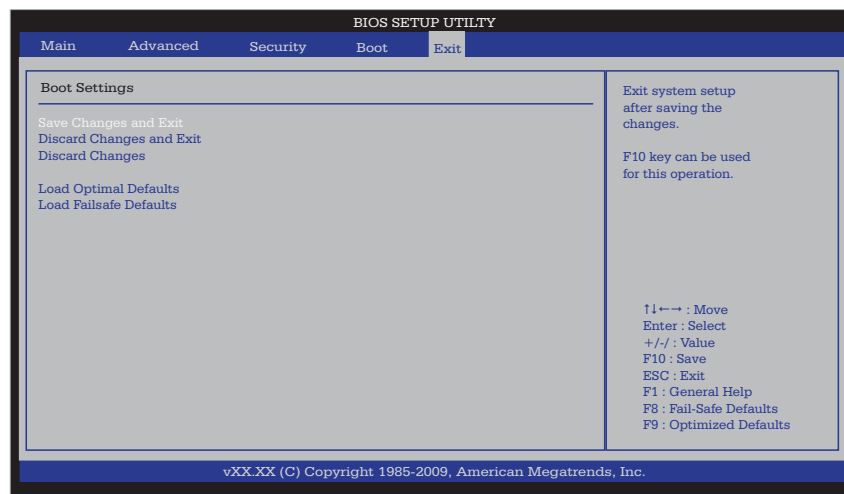 BIOS SETUP UTILTY
Main Advanced Security Boot Exit
Boot Settings
Save Changes and Exit
Discard Changes and Exit
Discard Changes
Load Optimal Defaults
Load Failsafe Defaults
Exit system setup
after saving the
changes.
F10 key can be used
for this operation.
↑↓←→ : Move
Enter : Select
+/-/ : Value
F10 : Save
ESC : Exit
F1 : General Help
F8 : Fail-Safe Defaults
F9 : Optimized Defaults
vXX.XX (C) Copyright 1985-2009, American Megatrends, Inc.